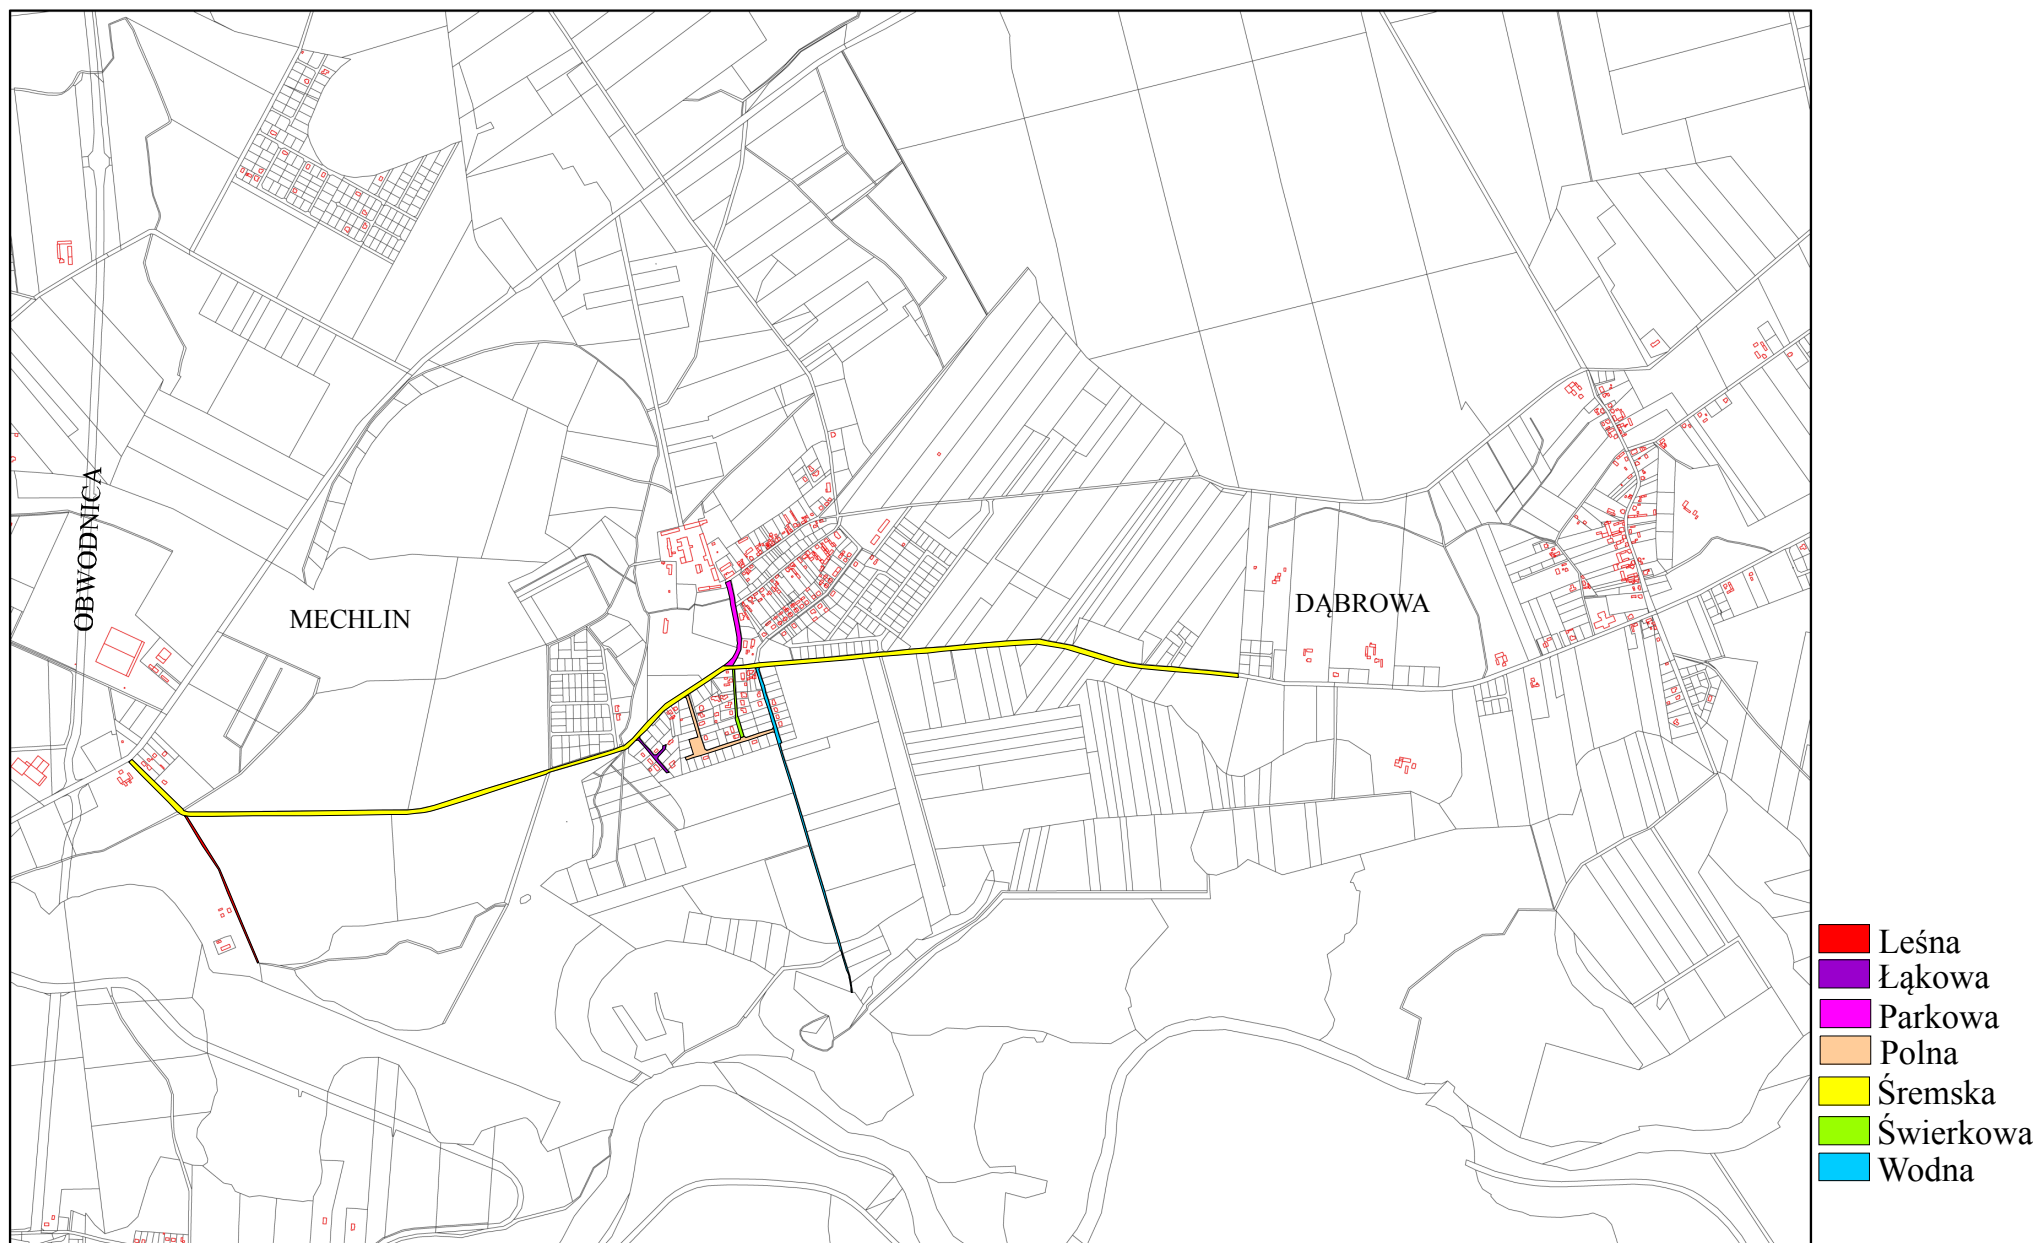 OBWODNICA
MECHLIN
DĄBROWA
Leśna
Łąkowa
Parkowa
Polna
Śremska
Świerkowa
Wodna